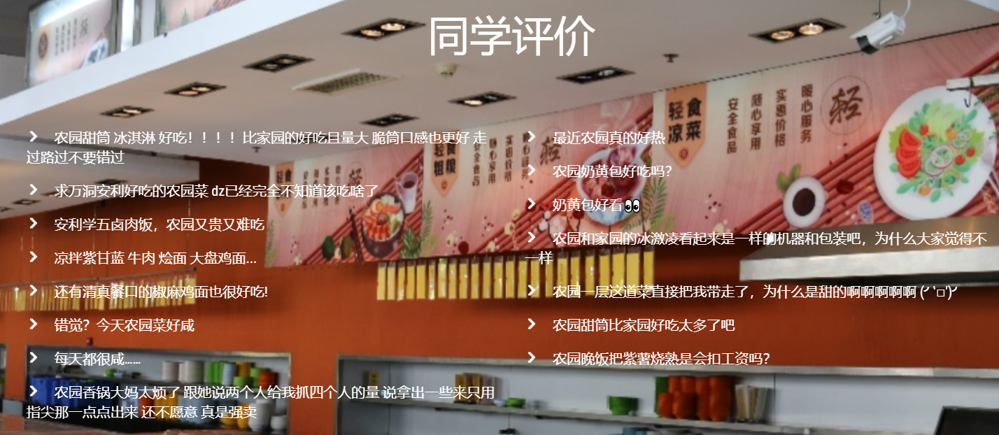 同学评价
农园甜筒 冰淇淋 好吃！！！！比家园的好吃且量大 脆筒口感也更好 走
过路过不要错过
求万洞安利好吃的农园菜 dz已经完全不知道该吃啥了
安利学五卤肉饭，农园又贵又难吃
凉拌紫甘蓝 牛肉 烩面 大盘鸡面...
还有清真餐口的椒麻鸡面也很好吃!
错觉？今天农园菜好咸
每天都很咸……
农园香锅大妈太烦了 跟她说两个人给我抓四个人的量 说拿出一些来只用
指尖那一点点出来 还不愿意 真是强卖
最近农园真的好热
农园奶黄包好吃吗？
奶黄包好看👀
农园和家园的冰激凌看起来是一样的机器和包装吧，为什么大家觉得不
一样
农园一层这道菜直接把我带走了，为什么是甜的啊啊啊啊啊 (╯'□')╯
农园甜筒比家园好吃太多了吧
农园晚饭把紫薯烧熟是会扣工资吗？
轻食
凉菜
安全食品
随心享用
实惠价格
暖心服务
轻
轻食
粗粮